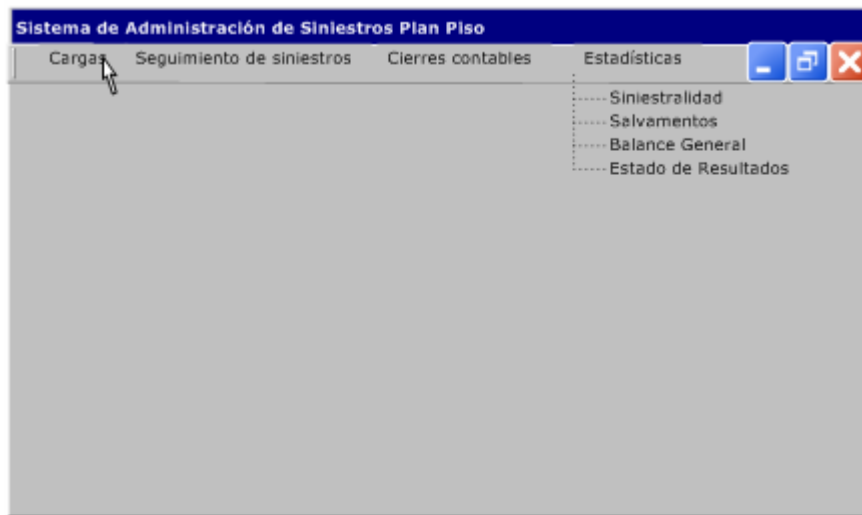 Sistema de Administración de Siniestros Plan Piso
Cargas Seguimiento de siniestros Cierres contables Estadísticas
Siniestralidad
Salvamentos
Balance General
Estado de Resultados